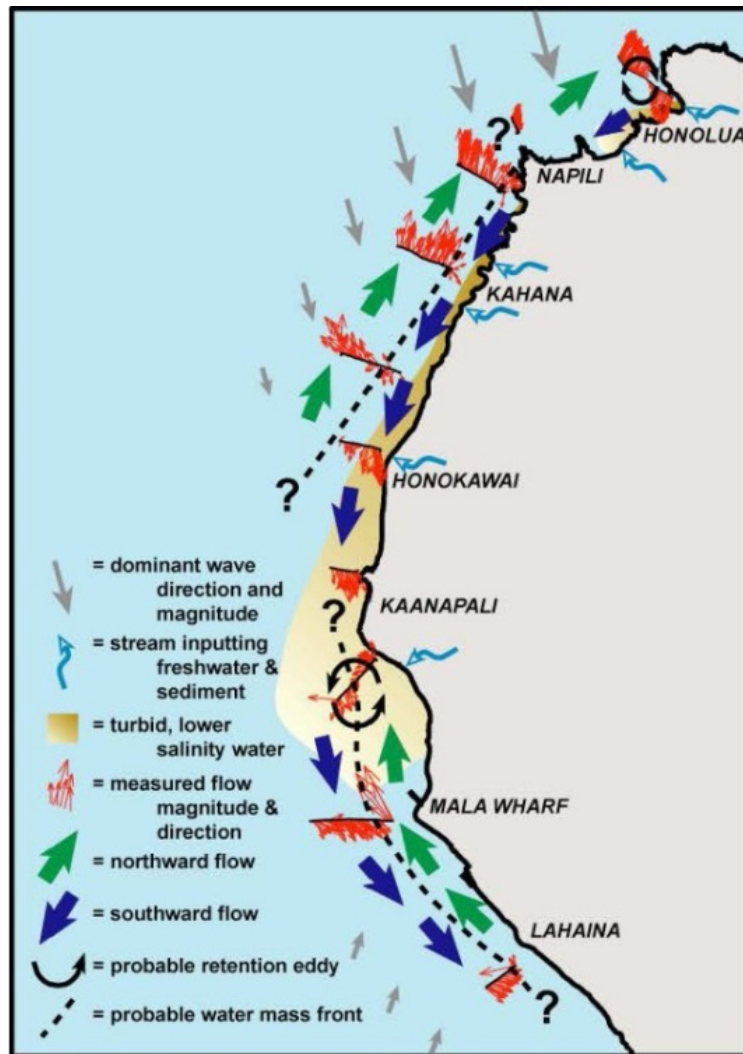 HONOLUA
?
NAPILI
KAHANA
HONOKAWAI
?
KAANAPALI
?
MALA WHARF
LAHAINA
?
= dominant wave
direction and
magnitude
= stream inputting
freshwater &
sediment
= turbid, lower
salinity water
= measured flow
magnitude &
direction
= northward flow
= southward flow
= probable retention eddy
= probable water mass front